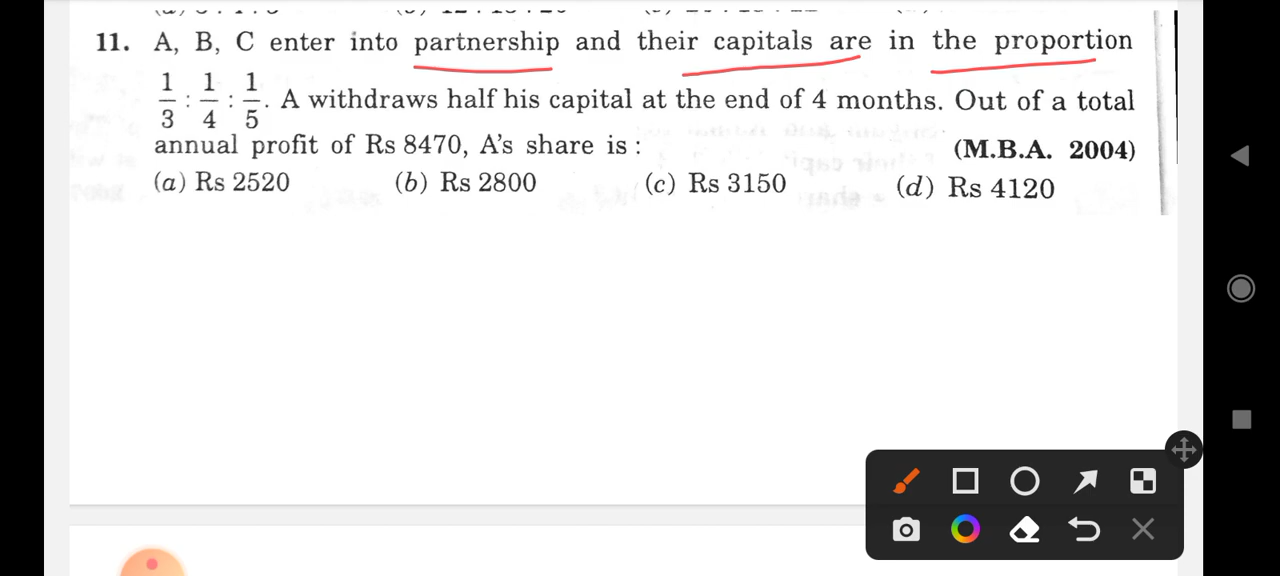 11. A, B, C enter into partnership and their capitals are in the proportion
1/3 : 1/4 : 1/5. A withdraws half his capital at the end of 4 months. Out of a total
annual profit of Rs 8470, A's share is : (M.B.A. 2004)
(a) Rs 2520 (b) Rs 2800 (c) Rs 3150 (d) Rs 4120